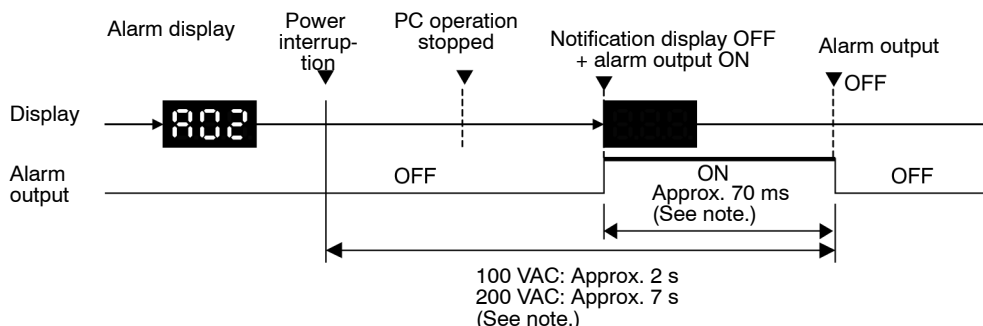 Alarm display
Power
interrup-
tion
PC operation
stopped
Notification display OFF
+ alarm output ON
Alarm output
OFF
Display
A02
Alarm
output
OFF
ON
OFF
Approx. 70 ms
(See note.)
100 VAC: Approx. 2 s
200 VAC: Approx. 7 s
(See note.)